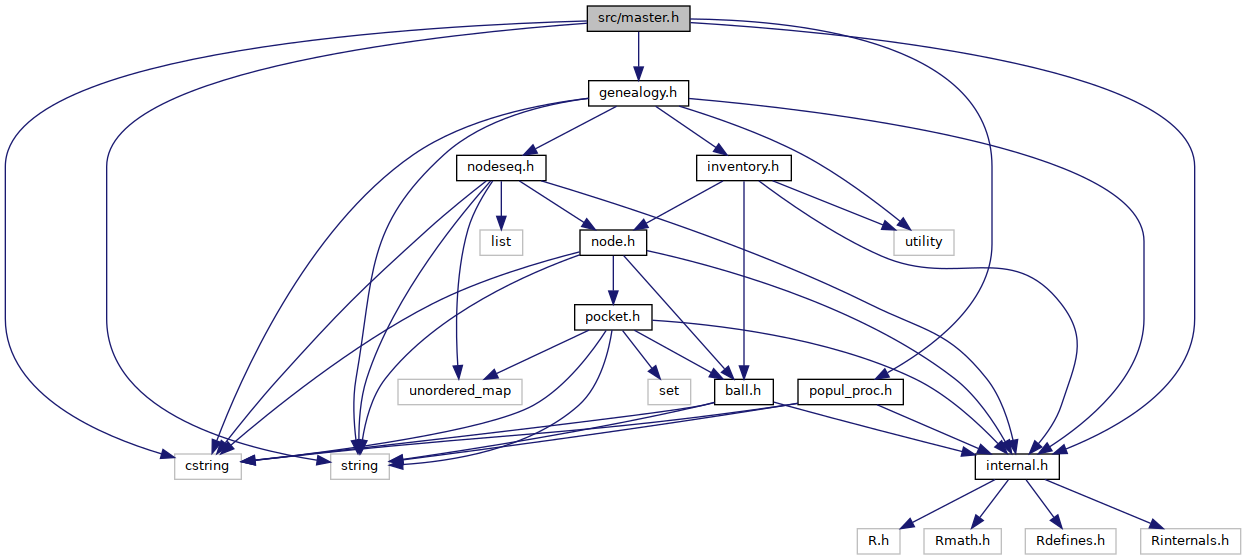 src/master.h
genealogy.h
nodeseq.h
inventory.h
list
node.h
utility
pocket.h
unordered_map
set
ball.h
popul_proc.h
cstring
string
internal.h
R.h
Rmath.h
Rdefines.h
Rinternals.h